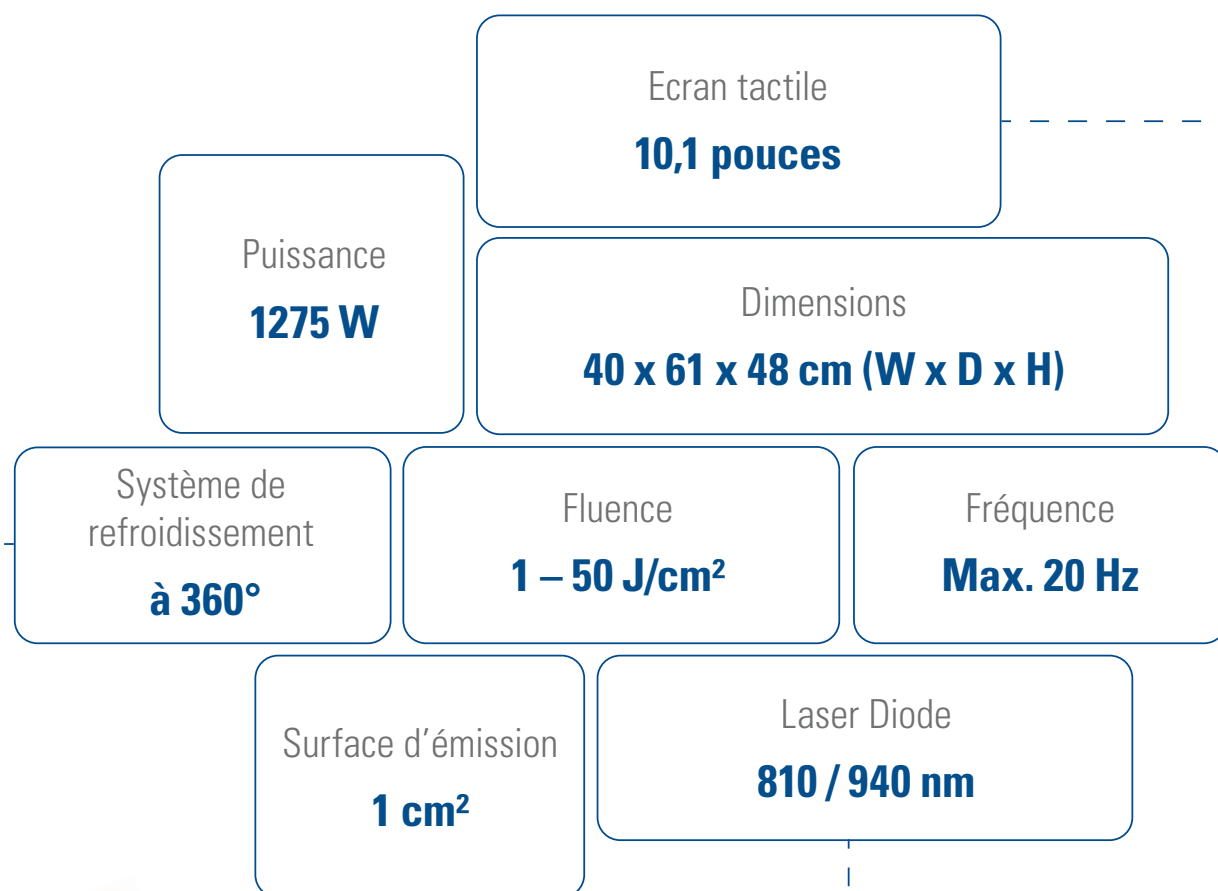 Ecran tactile
10,1 pouces
Puissance
1275 W
Dimensions
40 x 61 x 48 cm (W x D x H)
Système de
refroidissement
à 360°
Fluence
1 – 50 J/cm²
Fréquence
Max. 20 Hz
Surface d’émission
1 cm²
Laser Diode
810 / 940 nm